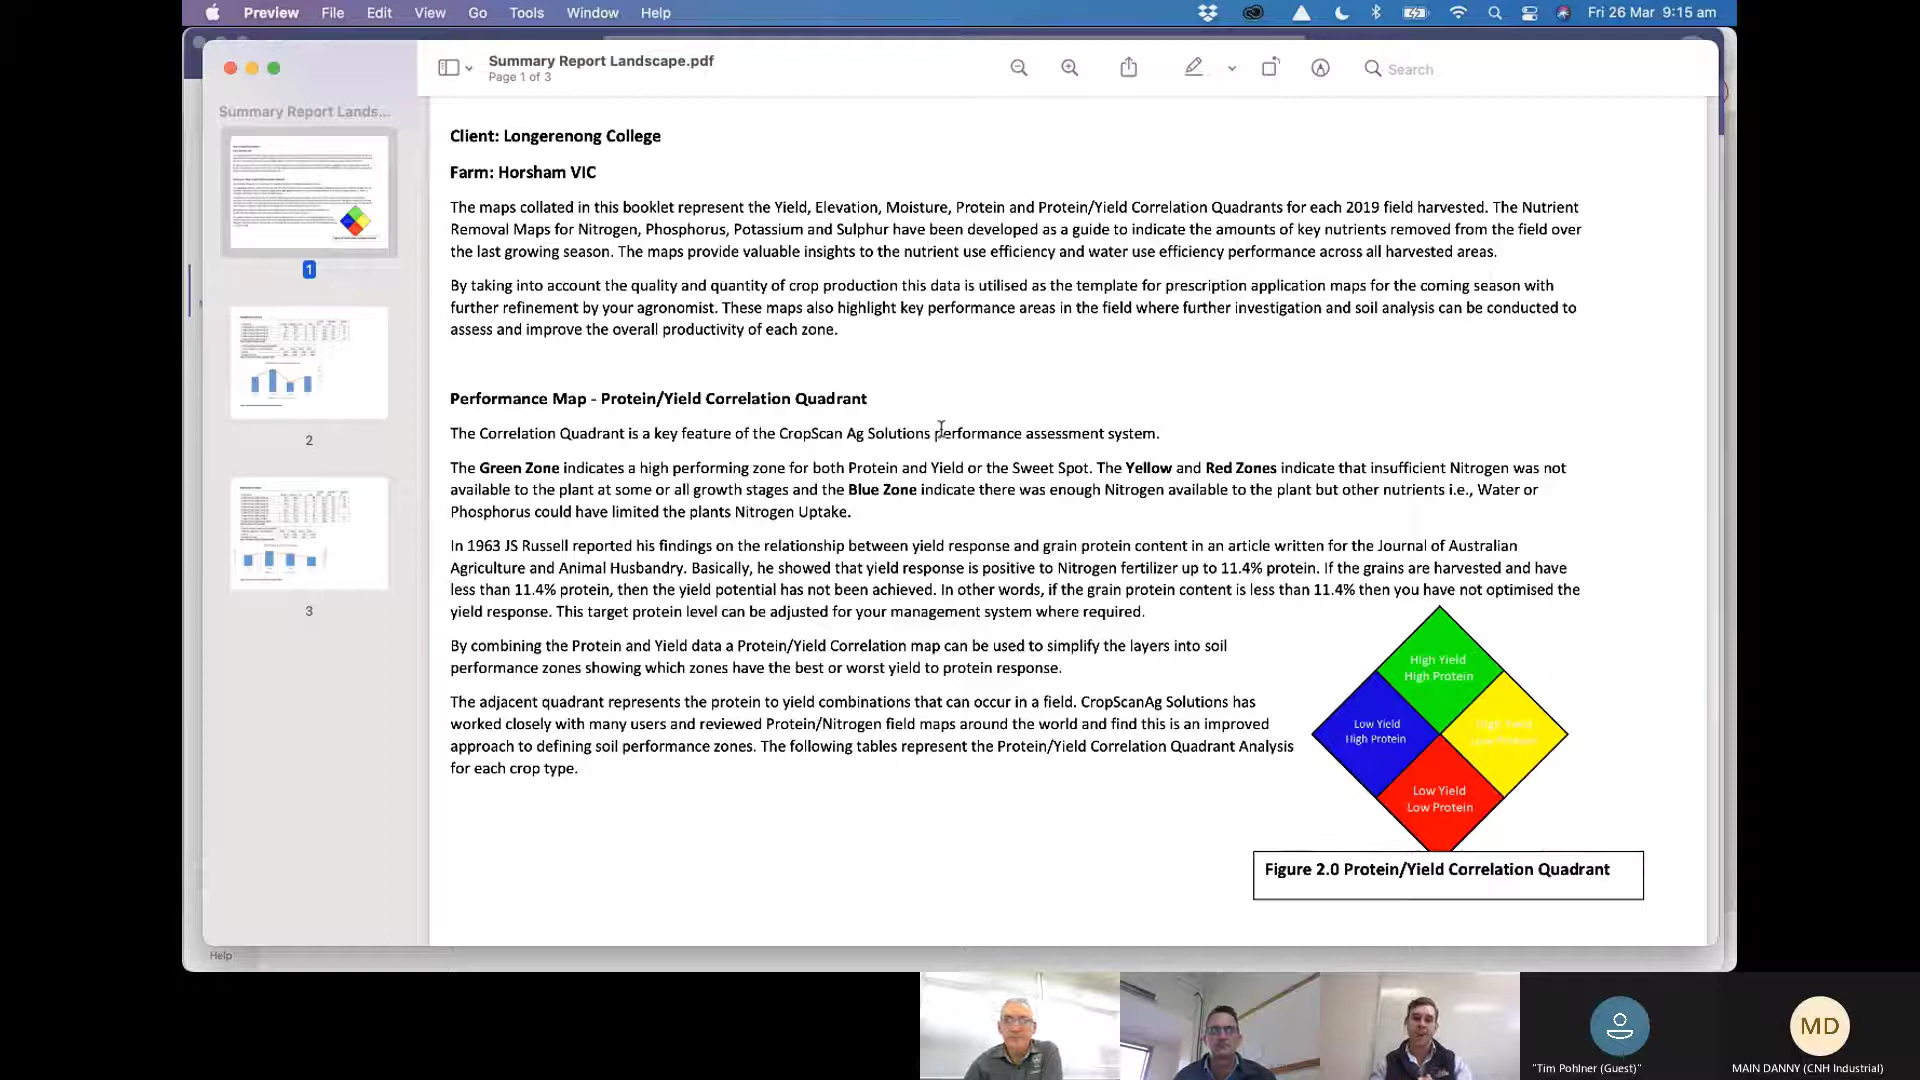 Preview File Edit View Go Tools Window Help
Fri 26 Mar 9:15 am
Summary Report Landscape.pdf
Page 1 of 3
Search
Summary Report Lands...
1
2
3
Client: Longerenong College
Farm: Horsham VIC
The maps collated in this booklet represent the Yield, Elevation, Moisture, Protein and Protein/Yield Correlation Quadrants for each 2019 field harvested. The Nutrient
Removal Maps for Nitrogen, Phosphorus, Potassium and Sulphur have been developed as a guide to indicate the amounts of key nutrients removed from the field over
the last growing season. The maps provide valuable insights to the nutrient use efficiency and water use efficiency performance across all harvested areas.
By taking into account the quality and quantity of crop production this data is utilised as the template for prescription application maps for the coming season with
further refinement by your agronomist. These maps also highlight key performance areas in the field where further investigation and soil analysis can be conducted to
assess and improve the overall productivity of each zone.
Performance Map - Protein/Yield Correlation Quadrant
The Correlation Quadrant is a key feature of the CropScan Ag Solutions performance assessment system.
The Green Zone indicates a high performing zone for both Protein and Yield or the Sweet Spot. The Yellow and Red Zones indicate that insufficient Nitrogen was not
available to the plant at some or all growth stages and the Blue Zone indicate there was enough Nitrogen available to the plant but other nutrients i.e., Water or
Phosphorus could have limited the plants Nitrogen Uptake.
In 1963 JS Russell reported his findings on the relationship between yield response and grain protein content in an article written for the Journal of Australian
Agriculture and Animal Husbandry. Basically, he showed that yield response is positive to Nitrogen fertilizer up to 11.4% protein. If the grains are harvested and have
less than 11.4% protein, then the yield potential has not been achieved. In other words, if the grain protein content is less than 11.4% then you have not optimised the
yield response. This target protein level can be adjusted for your management system where required.
By combining the Protein and Yield data a Protein/Yield Correlation map can be used to simplify the layers into soil
performance zones showing which zones have the best or worst yield to protein response.
The adjacent quadrant represents the protein to yield combinations that can occur in a field. CropScanAg Solutions has
worked closely with many users and reviewed Protein/Nitrogen field maps around the world and find this is an improved
approach to defining soil performance zones. The following tables represent the Protein/Yield Correlation Quadrant Analysis
for each crop type.
High Yield
High Protein
Low Yield
High Protein
High Yield
Low Protein
Low Yield
Low Protein
Figure 2.0 Protein/Yield Correlation Quadrant
Help
"Tim Pohlner (Guest)"
MD
MAIN DANNY (CNH Industrial)